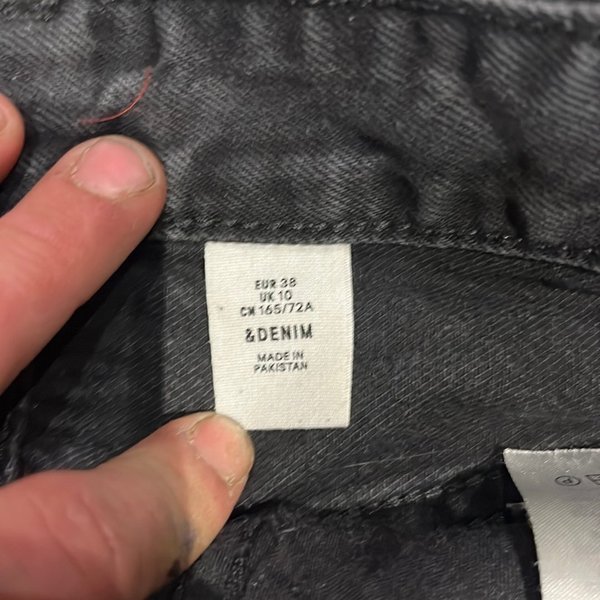 EUR 38
UK 10
CN 165/72A
&DENIM
MADE IN
PAKISTAN